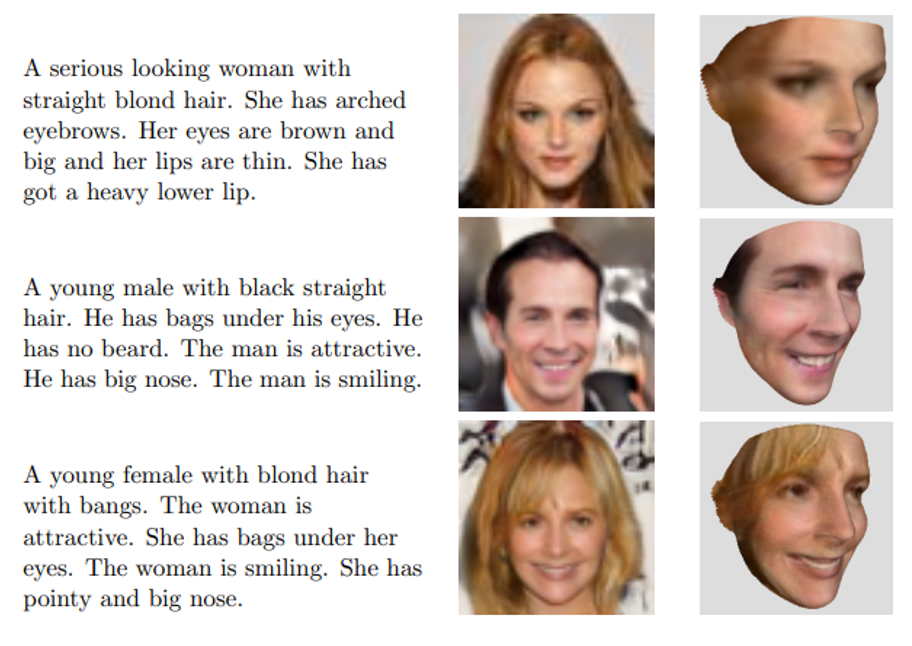 A serious looking woman with
straight blond hair. She has arched
eyebrows. Her eyes are brown and
big and her lips are thin. She has
got a heavy lower lip.
A young male with black straight
hair. He has bags under his eyes. He
has no beard. The man is attractive.
He has big nose. The man is smiling.
A young female with blond hair
with bangs. The woman is
attractive. She has bags under her
eyes. The woman is smiling. She has
pointy and big nose.